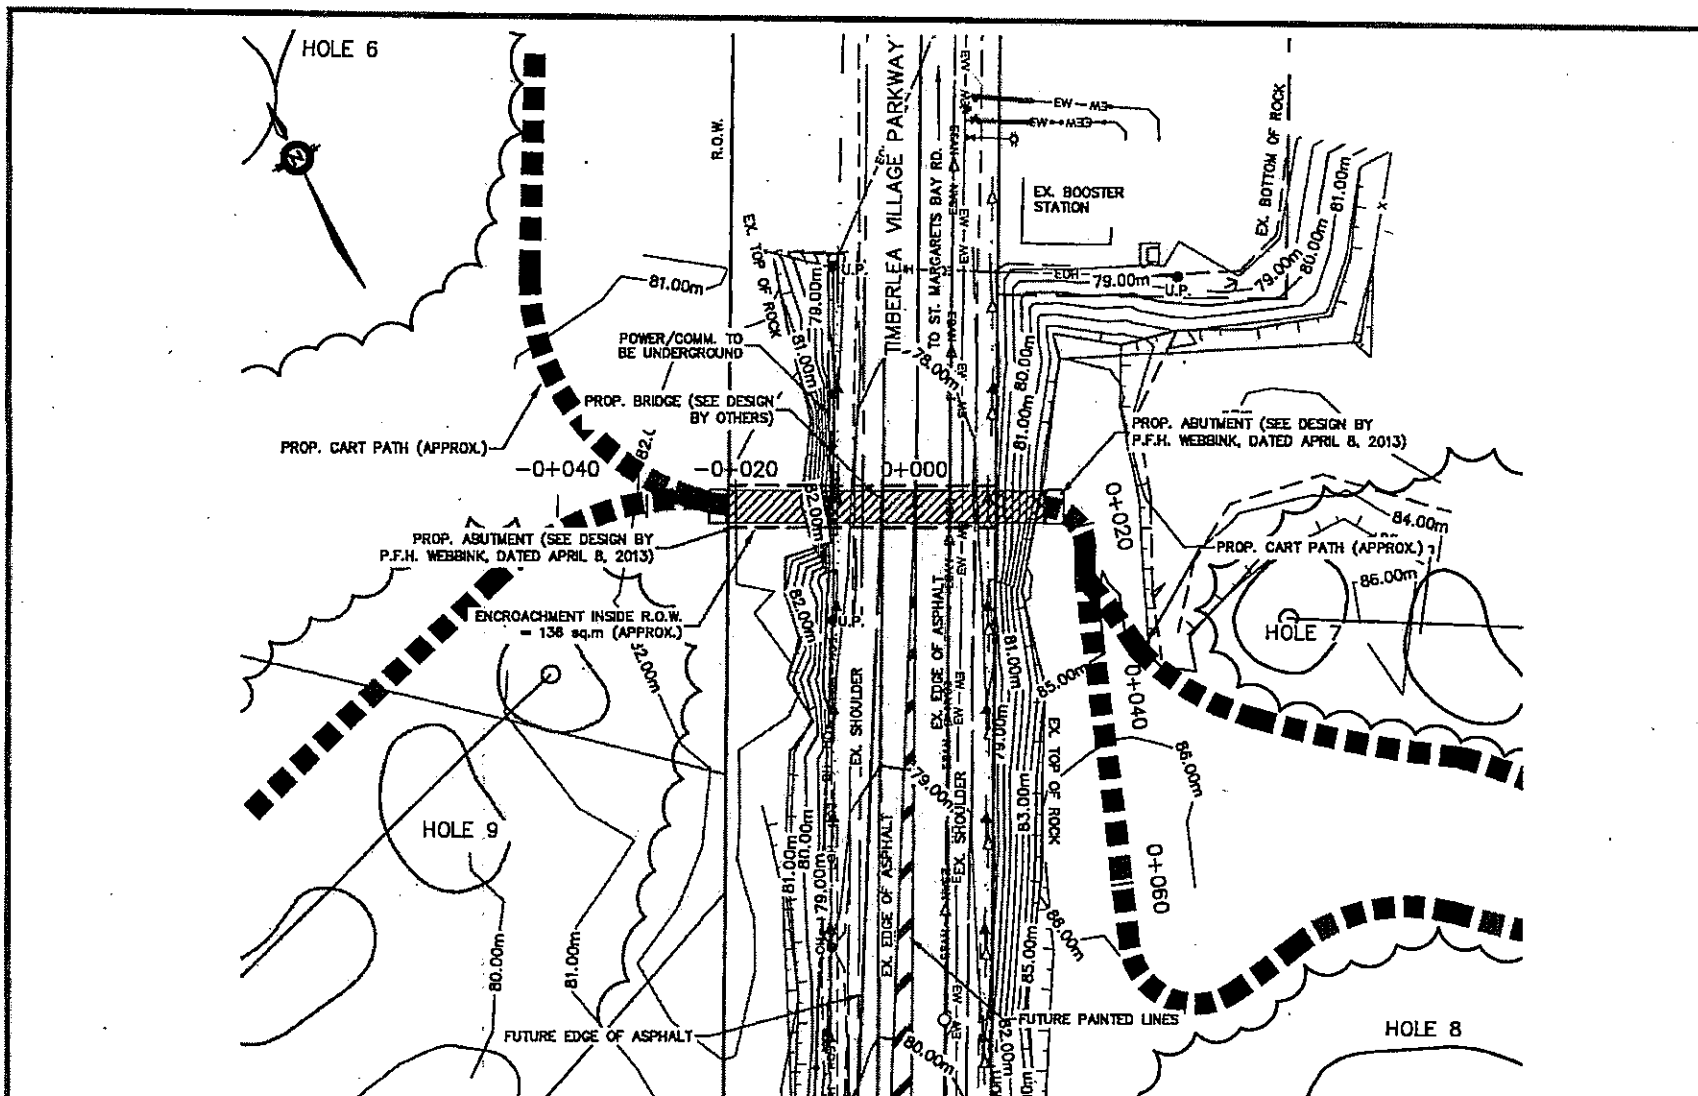 HOLE 6
N
R.O.W.
TIMBERLEA VILLAGE PARKWAY
TO ST. MARGARETS BAY RD.
EX. BOOSTER
STATION
EX. BOTTOM OF ROCK
81.00m
80.00m
79.00m
EX. TOP OF ROCK
U.P.
79.00m
U.P.
EOH
79.00m
81.00m
81.00m
POWER/COMM. TO
BE UNDERGROUND
78.00m
80.00m
81.00m
PROP. BRIDGE (SEE DESIGN
BY OTHERS)
PROP. ABUTMENT (SEE DESIGN BY
P.F.H. WEBBINK, DATED APRIL 8, 2013)
PROP. CART PATH (APPROX.)
-0+040
-0+020
0+000
0+020
82.00m
84.00m
PROP. ABUTMENT (SEE DESIGN BY
P.F.H. WEBBINK, DATED APRIL 8, 2013)
PROP. CART PATH (APPROX.)
86.00m
82.00m
ENCROACHMENT INSIDE R.O.W.
= 136 sq.m (APPROX.)
U.P.
HOLE 7
EX. EDGE OF ASPHALT
EX. SHOULDER
81.00m
85.00m
0+040
79.00m
EX. TOP OF ROCK
86.00m
79.00m
HOLE 9
EX. EDGE OF ASPHALT
EX. SHOULDER
83.00m
81.00m
80.00m
79.00m
0+060
80.00m
81.00m
85.00m
86.00m
FUTURE EDGE OF ASPHALT
FUTURE PAINTED LINES
HOLE 8
80.00m
82.00m